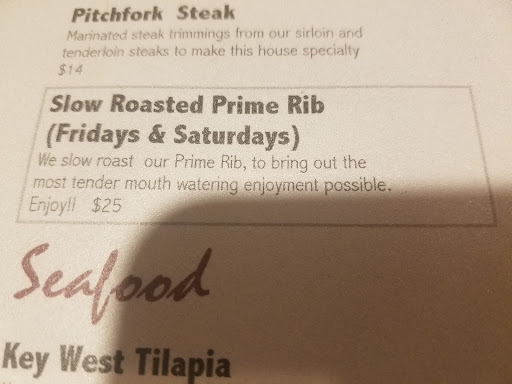 Pitchfork Steak
Marinated steak trimmings from our sirloin and
tenderloin steaks to make this house specialty
$14
Slow Roasted Prime Rib
(Fridays & Saturdays)
We slow roast our Prime Rib, to bring out the
most tender mouth watering enjoyment possible.
Enjoy!! $25
Seafood
Key West Tilapia